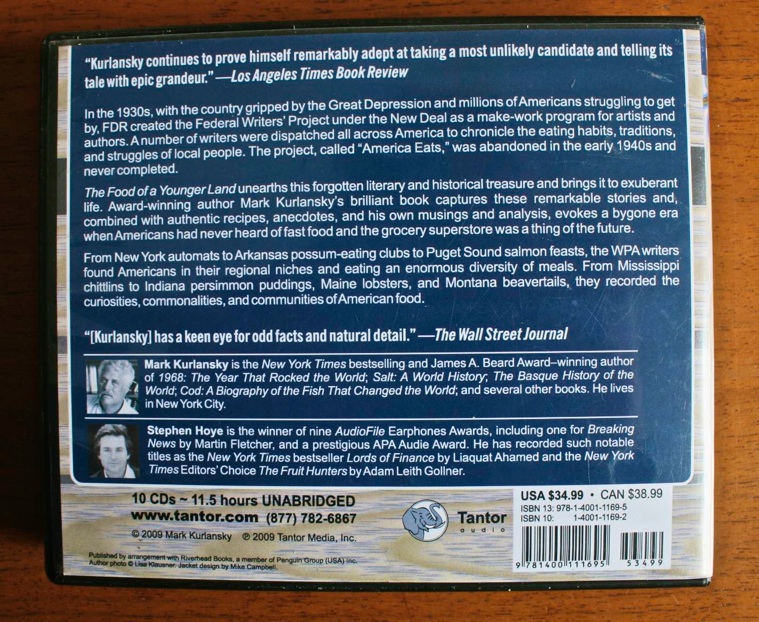 “Kurlansky continues to prove himself remarkably adept at taking a most unlikely candidate and telling its
tale with epic grandeur.” —Los Angeles Times Book Review
In the 1930s, with the country gripped by the Great Depression and millions of Americans struggling to get
by, FDR created the Federal Writers’ Project under the New Deal as a make-work program for artists and
authors. A number of writers were dispatched all across America to chronicle the eating habits, traditions,
and struggles of local people. The project, called “America Eats,” was abandoned in the early 1940s and
never completed.
The Food of a Younger Land unearths this forgotten literary and historical treasure and brings it to exuberant
life. Award-winning author Mark Kurlansky’s brilliant book captures these remarkable stories and,
combined with authentic recipes, anecdotes, and his own musings and analysis, evokes a bygone era
when Americans had never heard of fast food and the grocery superstore was a thing of the future.
From New York automats to Arkansas possum-eating clubs to Puget Sound salmon feasts, the WPA writers
found Americans in their regional niches and eating an enormous diversity of meals. From Mississippi
chittlins to Indiana persimmon puddings, Maine lobsters, and Montana beavertails, they recorded the
curiosities, commonalities, and communities of American food.
“[Kurlansky] has a keen eye for odd facts and natural detail.” —The Wall Street Journal
Mark Kurlansky is the New York Times bestselling and James A. Beard Award–winning author
of 1968: The Year That Rocked the World; Salt: A World History; The Basque History of the
World; Cod: A Biography of the Fish That Changed the World; and several other books. He lives
in New York City.
Stephen Hoye is the winner of nine AudioFile Earphones Awards, including one for Breaking
News by Martin Fletcher, and a prestigious APA Audie Award. He has recorded such notable
titles as the New York Times bestseller Lords of Finance by Liaquat Ahamed and the New York
Times Editors’ Choice The Fruit Hunters by Adam Leith Gollner.
10 CDs ~ 11.5 hours UNABRIDGED
www.tantor.com (877) 782-6867
© 2009 Mark Kurlansky ℗ 2009 Tantor Media, Inc.
Published by arrangement with Riverhead Books, a member of Penguin Group (USA) Inc.
Author photo © Lisa Klausner. Jacket design by Mike Campbell.
Tantor
audio
USA $34.99 • CAN $38.99
ISBN 13: 978-1-4001-1169-5
ISBN 10: 1-4001-1169-2
9 781400 111695
53499